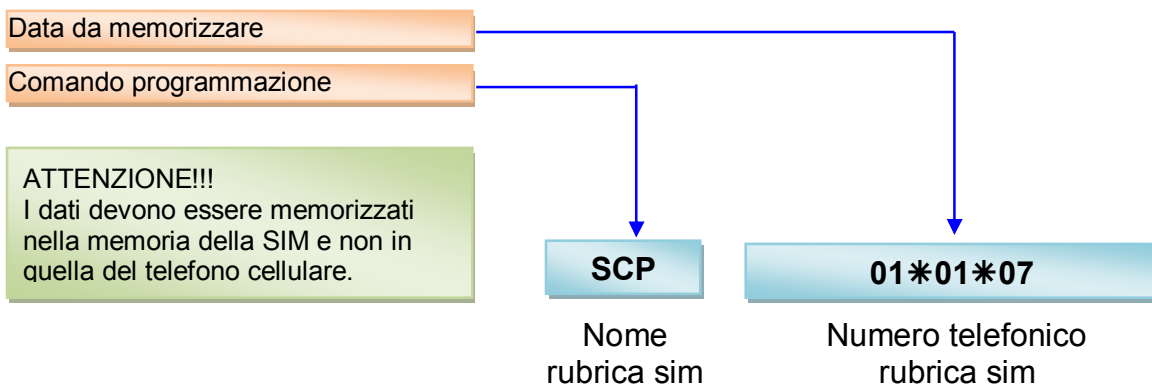 Data da memorizzare
Comando programmazione
ATTENZIONE!!!
I dati devono essere memorizzati
nella memoria della SIM e non in
quella del telefono cellulare.
SCP
01✳01✳07
Nome
rubrica sim
Numero telefonico
rubrica sim